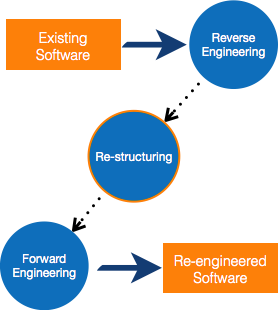 Existing
Software
Reverse
Engineering
Re-structuring
Forward
Engineering
Re-engineered
Software